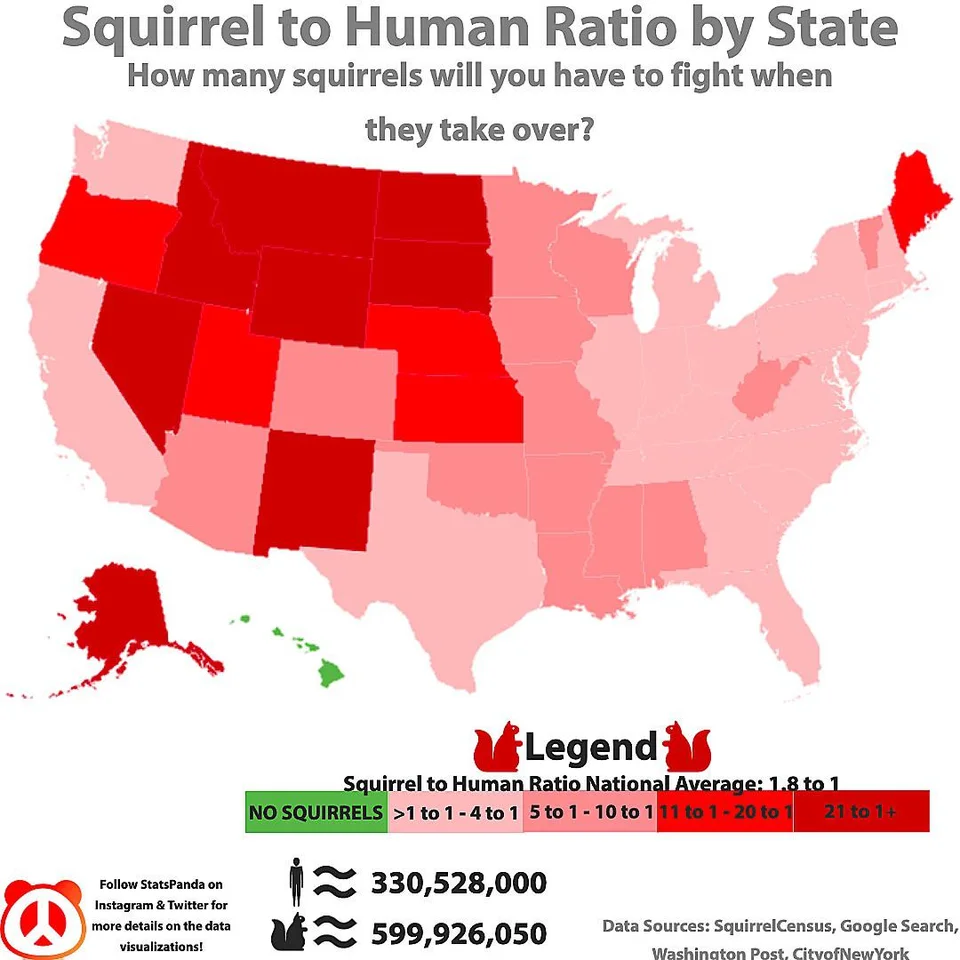 Squirrel to Human Ratio by State
How many squirrels will you have to fight when
they take over?
Legend
Squirrel to Human Ratio National Average: 1.8 to 1
NO SQUIRRELS >1 to 1 - 4 to 1 5 to 1 - 10 to 1 11 to 1 - 20 to 1 21 to 1+
≈ 330,528,000
≈ 599,926,050
Follow StatsPanda on
Instagram & Twitter for
more details on the data
visualizations!
Data Sources: SquirrelCensus, Google Search,
Washington Post, CityofNewYork